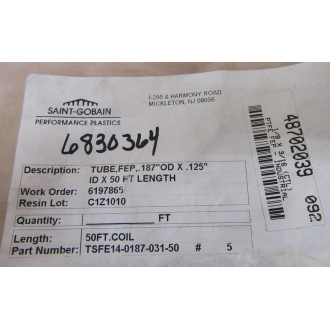 SAINT-GOBAIN
PERFORMANCE PLASTICS
I-295 & HARMONY ROAD
MICKLETON, NJ 08056
6830364
Description: TUBE,FEP,.187"OD X .125"
ID X 50 FT LENGTH
Work Order: 6197865
Resin Lot: C1Z1010
Quantity: FT
Length: 50FT.COIL
Part Number: TSFE14-0187-031-50 # 5
48702039 092